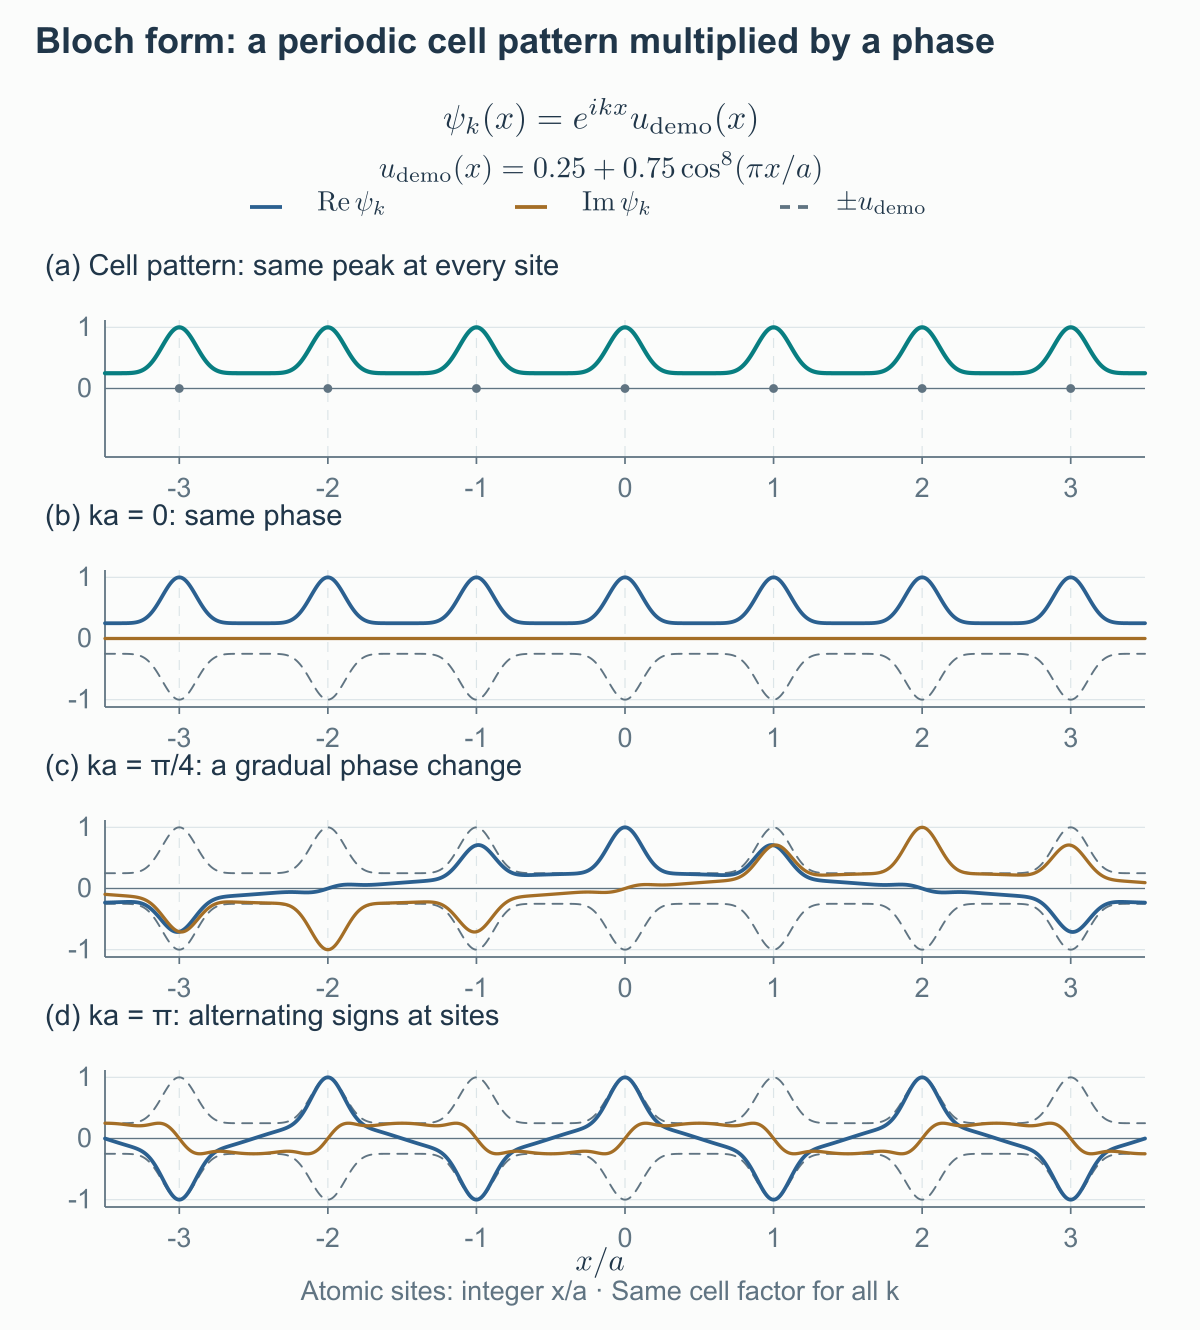 Bloch form: a periodic cell pattern multiplied by a phase
ψₖ(x) = eⁱᵏˣu_demo(x)
u_demo(x) = 0.25 + 0.75 cos⁸(πx/a)
Re ψₖ Im ψₖ ±u_demo
(a) Cell pattern: same peak at every site
1
0
-3 -2 -1 0 1 2 3
(b) ka = 0: same phase
1
0
-1
-3 -2 -1 0 1 2 3
(c) ka = π/4: a gradual phase change
1
0
-1
-3 -2 -1 0 1 2 3
(d) ka = π: alternating signs at sites
1
0
-1
-3 -2 -1 0 1 2 3
x/a
Atomic sites: integer x/a · Same cell factor for all k